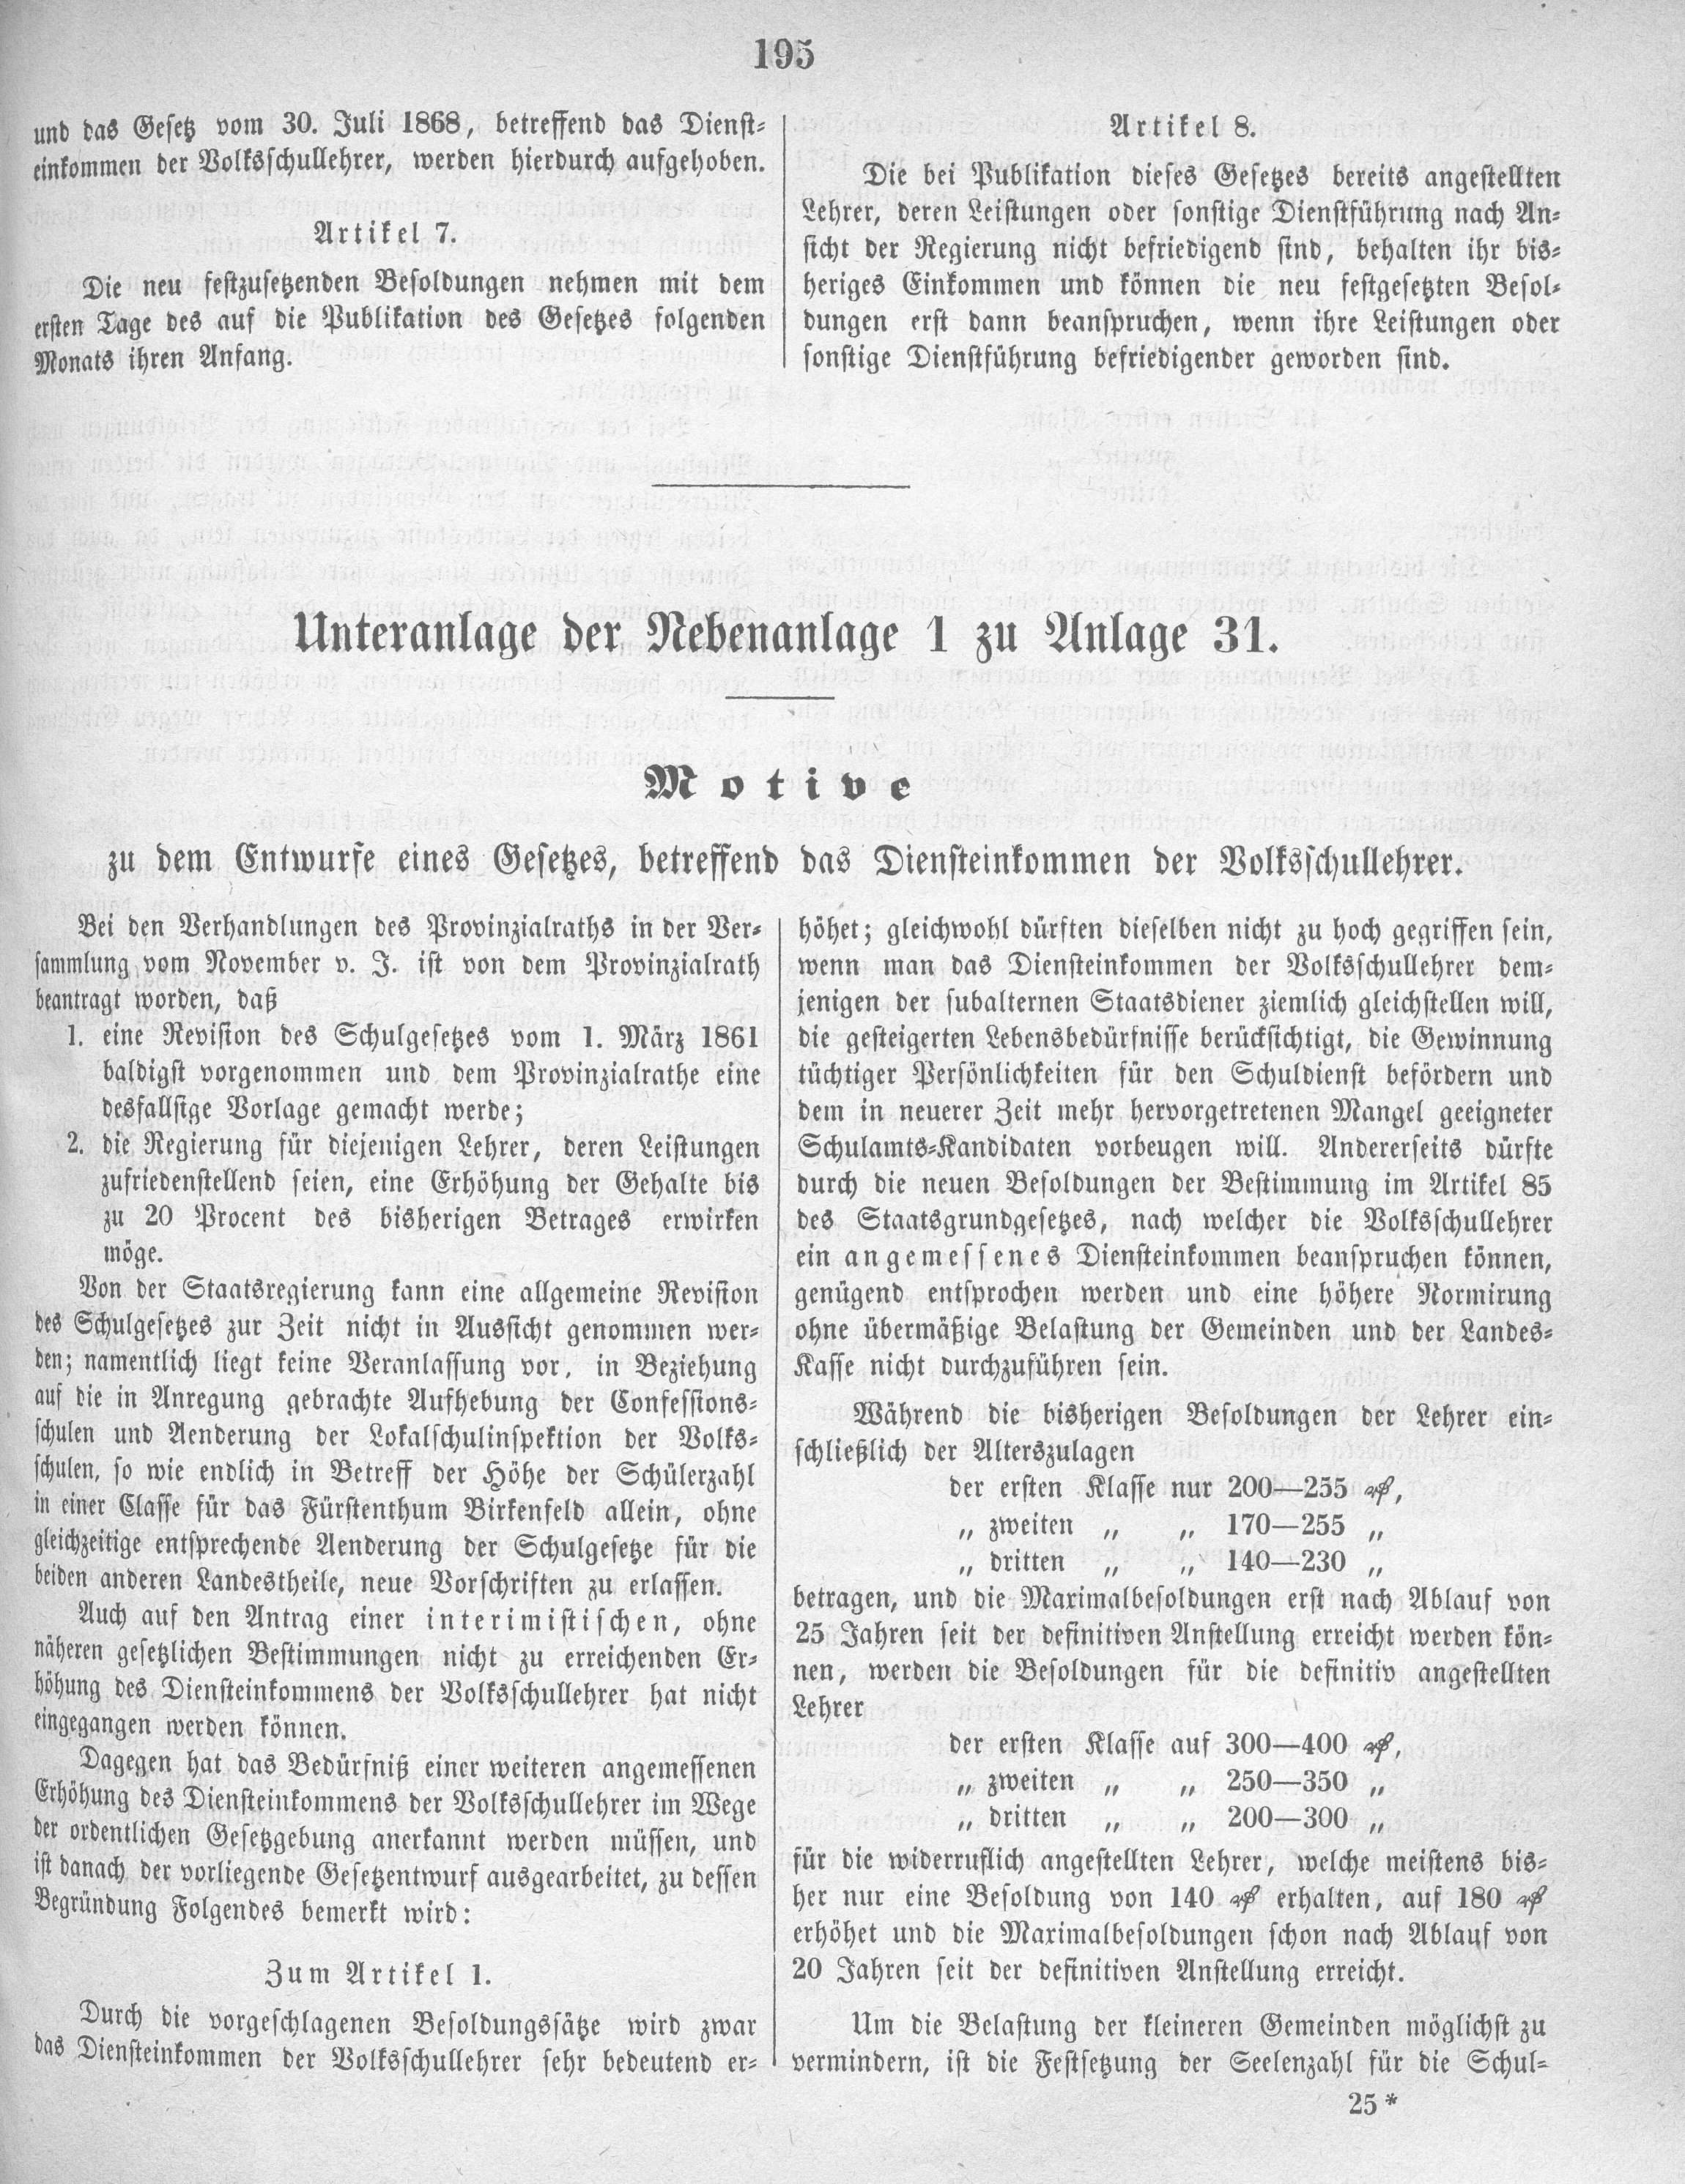 195
und das Gesetz vom 30. Juli 1868, betreffend das Dienst-
einkommen der Volksschullehrer, werden hierdurch aufgehoben.
Artikel 7.
Die neu festzusetzenden Besoldungen nehmen mit dem
ersten Tage des auf die Publikation des Gesetzes folgenden
Monats ihren Anfang.
Artikel 8.
Die bei Publikation dieses Gesetzes bereits angestellten
Lehrer, deren Leistungen oder sonstige Dienstführung nach An-
sicht der Regierung nicht befriedigend sind, behalten ihr bis-
heriges Einkommen und können die neu festgesetzten Besol-
dungen erst dann beanspruchen, wenn ihre Leistungen oder
sonstige Dienstführung befriedigender geworden sind.
Unteranlage der Nebenanlage 1 zu Anlage 31.
Motive
zu dem Entwurfe eines Gesetzes, betreffend das Diensteinkommen der Volksschullehrer.
Bei den Verhandlungen des Provinzialraths in der Ver-
sammlung vom November v. J. ist von dem Provinzialrath
beantragt worden, daß
1. eine Revision des Schulgesetzes vom 1. März 1861
baldigst vorgenommen und dem Provinzialrathe eine
desfallsige Vorlage gemacht werde;
2. die Regierung für diejenigen Lehrer, deren Leistungen
zufriedenstellend seien, eine Erhöhung der Gehalte bis
zu 20 Procent des bisherigen Betrages erwirken
möge.
Von der Staatsregierung kann eine allgemeine Revision
des Schulgesetzes zur Zeit nicht in Aussicht genommen wer-
den; namentlich liegt keine Veranlassung vor, in Beziehung
auf die in Anregung gebrachte Aufhebung der Confessions-
schulen und Aenderung der Lokalschulinspektion der Volks-
schulen, so wie endlich in Betreff der Höhe der Schülerzahl
in einer Classe für das Fürstenthum Birkenfeld allein, ohne
gleichzeitige entsprechende Aenderung der Schulgesetze für die
beiden anderen Landestheile, neue Vorschriften zu erlassen.
Auch auf den Antrag einer interimistischen, ohne
näheren gesetzlichen Bestimmungen nicht zu erreichenden Er-
höhung des Diensteinkommens der Volksschullehrer hat nicht
eingegangen werden können.
Dagegen hat das Bedürfniß einer weiteren angemessenen
Erhöhung des Diensteinkommens der Volksschullehrer im Wege
der ordentlichen Gesetzgebung anerkannt werden müssen, und
ist danach der vorliegende Gesetzentwurf ausgearbeitet, zu dessen
Begründung Folgendes bemerkt wird:
Zum Artikel 1.
Durch die vorgeschlagenen Besoldungssätze wird zwar
das Diensteinkommen der Volksschullehrer sehr bedeutend er-
höhet; gleichwohl dürften dieselben nicht zu hoch gegriffen sein,
wenn man das Diensteinkommen der Volksschullehrer dem-
jenigen der subalternen Staatsdiener ziemlich gleichstellen will,
die gesteigerten Lebensbedürfnisse berücksichtigt, die Gewinnung
tüchtiger Persönlichkeiten für den Schuldienst befördern und
dem in neuerer Zeit mehr hervorgetretenen Mangel geeigneter
Schulamts-Kandidaten vorbeugen will. Andererseits dürfte
durch die neuen Besoldungen der Bestimmung im Artikel 85
des Staatsgrundgesetzes, nach welcher die Volksschullehrer
ein angemessenes Diensteinkommen beanspruchen können,
genügend entsprochen werden und eine höhere Normirung
ohne übermäßige Belastung der Gemeinden und der Landes-
Kasse nicht durchzuführen sein.
Während die bisherigen Besoldungen der Lehrer ein-
schließlich der Alterszulagen
der ersten Klasse nur 200—255 ₰,
„ zweiten „ „ 170—255 „
„ dritten „ „ 140—230 „
betragen, und die Maximalbesoldungen erst nach Ablauf von
25 Jahren seit der definitiven Anstellung erreicht werden kön-
nen, werden die Besoldungen für die definitiv angestellten
Lehrer
der ersten Klasse auf 300—400 ₰,
„ zweiten „ „ 250—350 „
„ dritten „ „ 200—300 „
für die widerruflich angestellten Lehrer, welche meistens bis-
her nur eine Besoldung von 140 ₰ erhalten, auf 180 ₰
erhöhet und die Maximalbesoldungen schon nach Ablauf von
20 Jahren seit der definitiven Anstellung erreicht.
Um die Belastung der kleineren Gemeinden möglichst zu
vermindern, ist die Festsetzung der Seelenzahl für die Schul-
25*